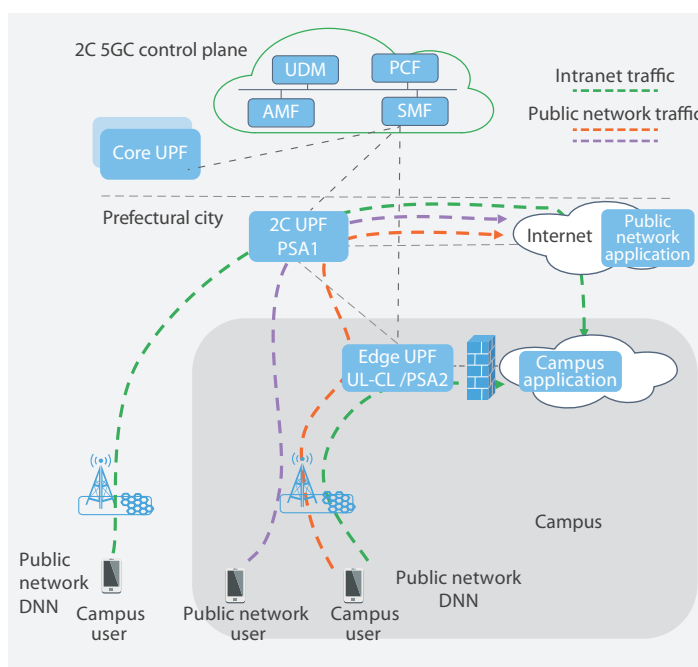 2C 5GC control plane
UDM
PCF
AMF
SMF
Intranet traffic
Public network traffic
Core UPF
Prefectural city
2C UPF
PSA1
Internet
Public
network
application
Edge UPF
UL-CL /PSA2
Campus
application
Campus
Public
network
DNN
Campus
user
Public network
user
Campus
user
Public network
DNN